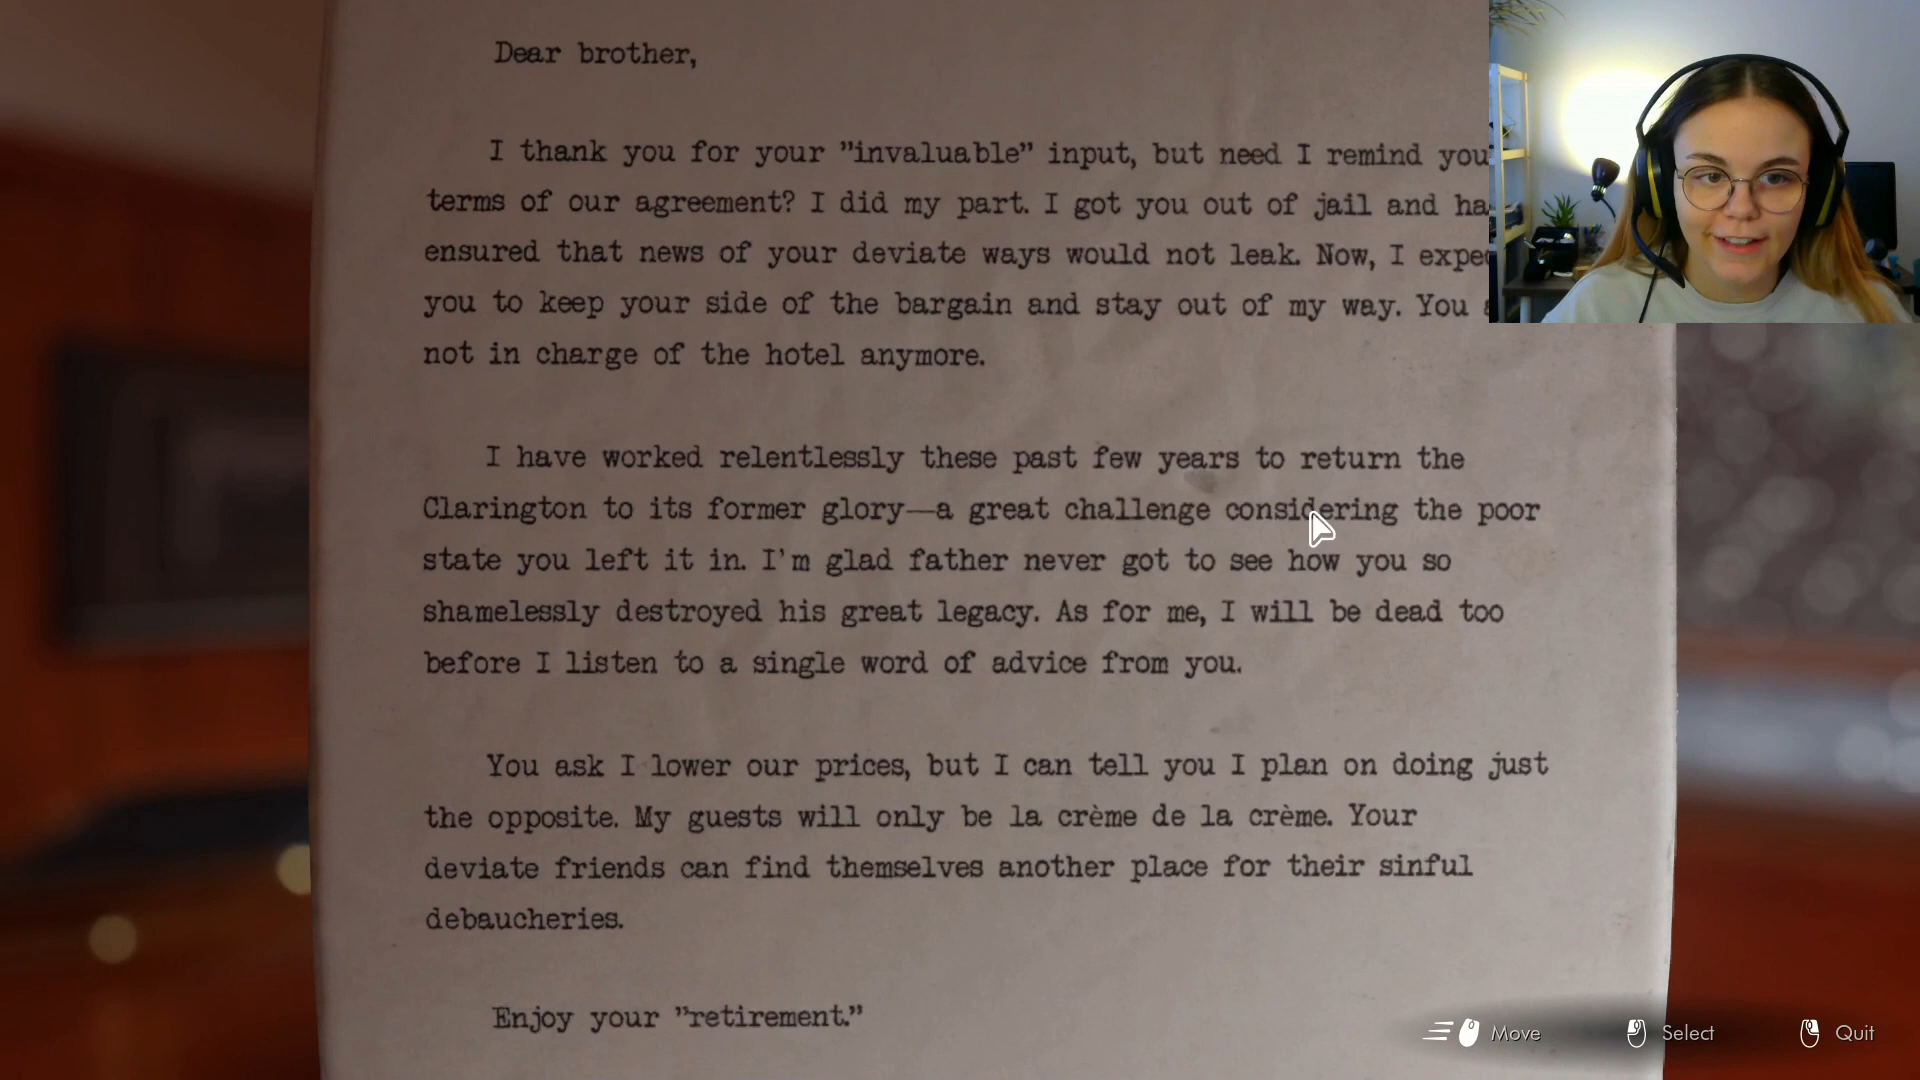 Dear brother,
I thank you for your ”invaluable” input, but need I remind you
terms of our agreement? I did my part. I got you out of jail and
ensured that news of your deviate ways would not leak. Now, I
you to keep your side of the bargain and stay out of my way. You
not in charge of the hotel anymore.
I have worked relentlessly these past few years to return the
Clarington to its former glory—a great challenge considering the poor
state you left it in. I'm glad father never got to see how you so
shamelessly destroyed his great legacy. As for me, I will be dead too
before I listen to a single word of advice from you.
You ask I lower our prices, but I can tell you I plan on doing just
the opposite. My guests will only be la crème de la crème. Your
deviate friends can find themselves another place for their sinful
debaucheries.
Enjoy your ”retirement.”
Move Select Quit